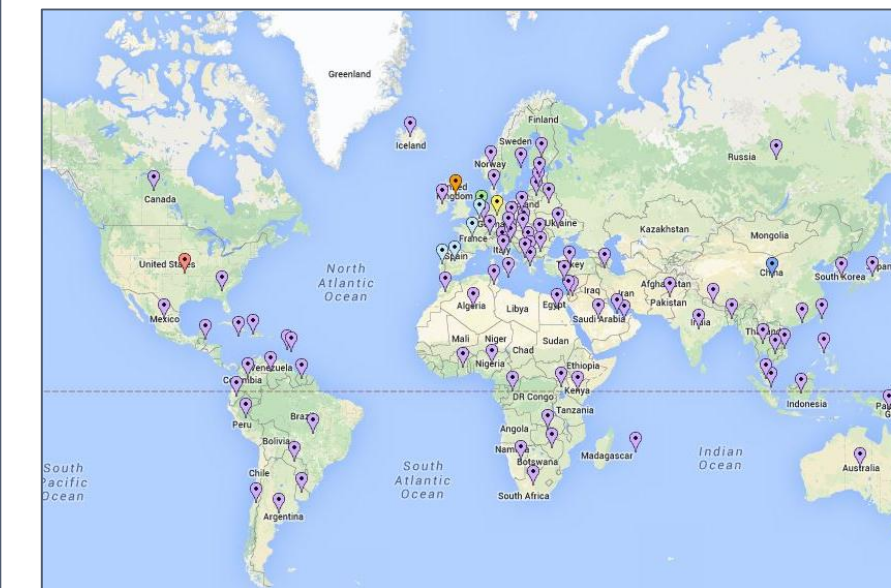 Greenland
Iceland
Finland
Sweden
Norway
Russia
Canada
United
Kingdom
Ukraine
France
Kazakhstan
Mongolia
Italy
Spain
United States
North
Atlantic
Ocean
Turkey
China
South Korea
Iraq
Iran
Afghanistan
Pakistan
Algeria
Libya
Egypt
Saudi Arabia
India
Mexico
Mali
Niger
Chad
Sudan
Nigeria
Ethiopia
Venezuela
Colombia
DR Congo
Kenya
Indonesia
Tanzania
Peru
Brazil
Angola
Bolivia
Namibia
Botswana
Madagascar
South
Pacific
Ocean
South
Atlantic
Ocean
Indian
Ocean
Chile
Australia
South Africa
Argentina